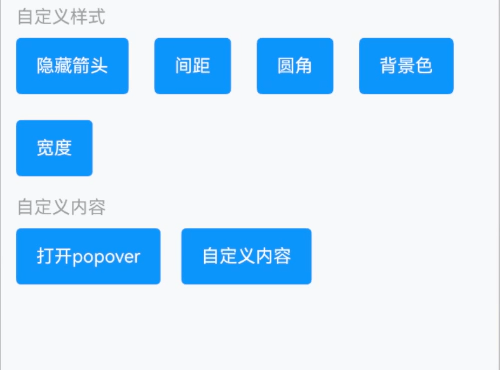 自定义样式
隐藏箭头 间距 圆角 背景色
宽度
自定义内容
打开popover 自定义内容